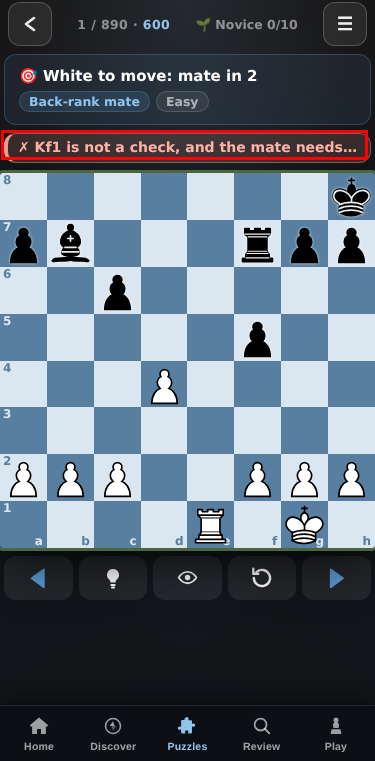 1 / 890 · 600 🌱 Novice 0/10
🎯 White to move: mate in 2
Back-rank mate Easy
✗ Kf1 is not a check, and the mate needs…
8
7
6
5
4
3
2
1
a b c d e f g h
Home Discover Puzzles Review Play